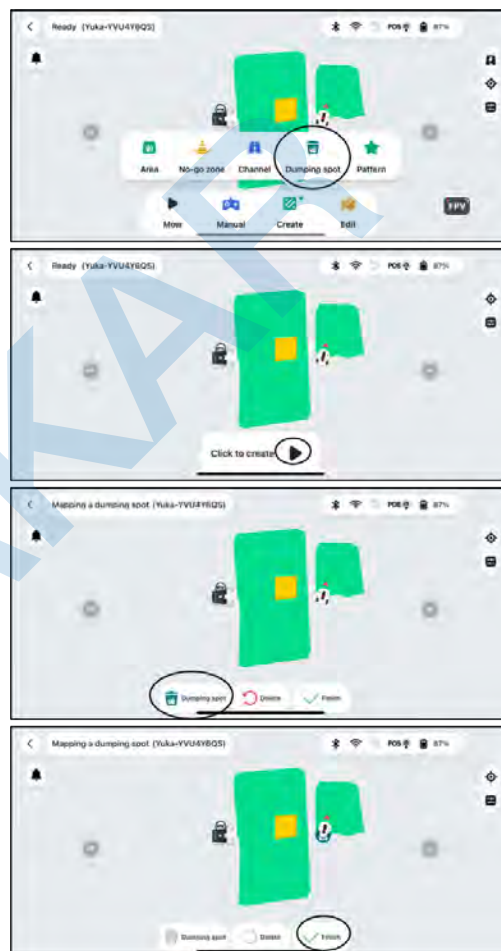 Ready (Yuka-YVU4Y6QS)
POS 87%
Area No-go zone Channel Dumping spot Pattern
Mow Manual Create Edit
FPV
Ready (Yuka-YVU4Y6QS)
POS 87%
Click to create
Mapping a dumping spot (Yuka-YVU4Y6QS)
POS 87%
Dumping spot Delete Finish
Mapping a dumping spot (Yuka-YVU4Y6QS)
POS 87%
Dumping spot Delete Finish